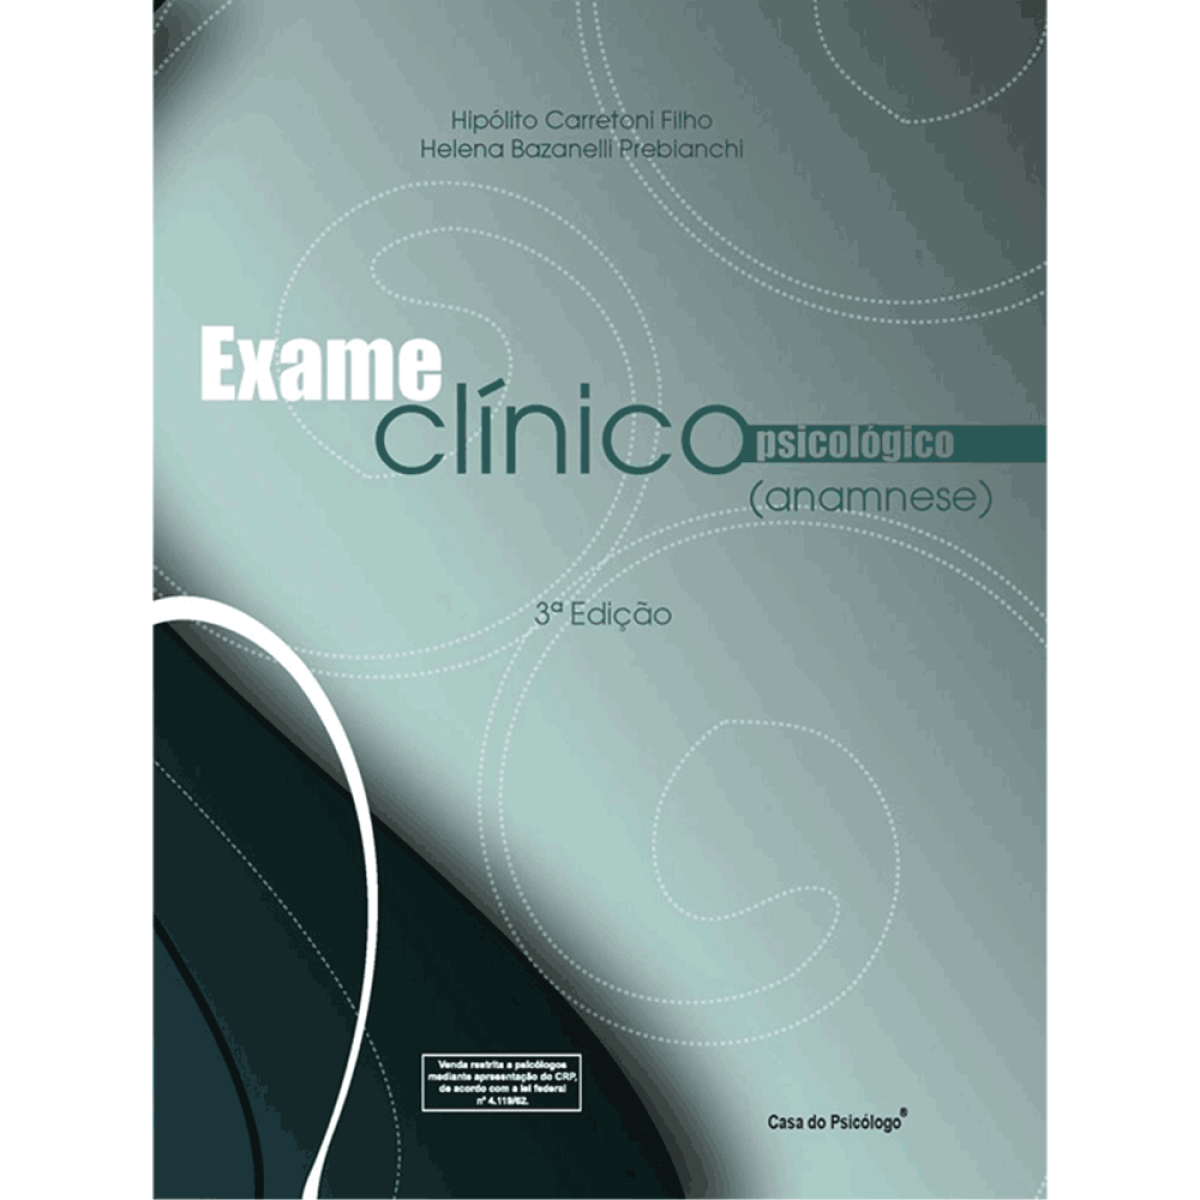 Hipólito Carretoni Filho
Helena Bazanelli Prebianchi
Exame
clínico psicológico
(anamnese)
3ª Edição
Venda restrita a psicólogos
mediante apresentação do CRP,
de acordo com a lei federal
nº 4.119/62.
Casa do Psicólogo®